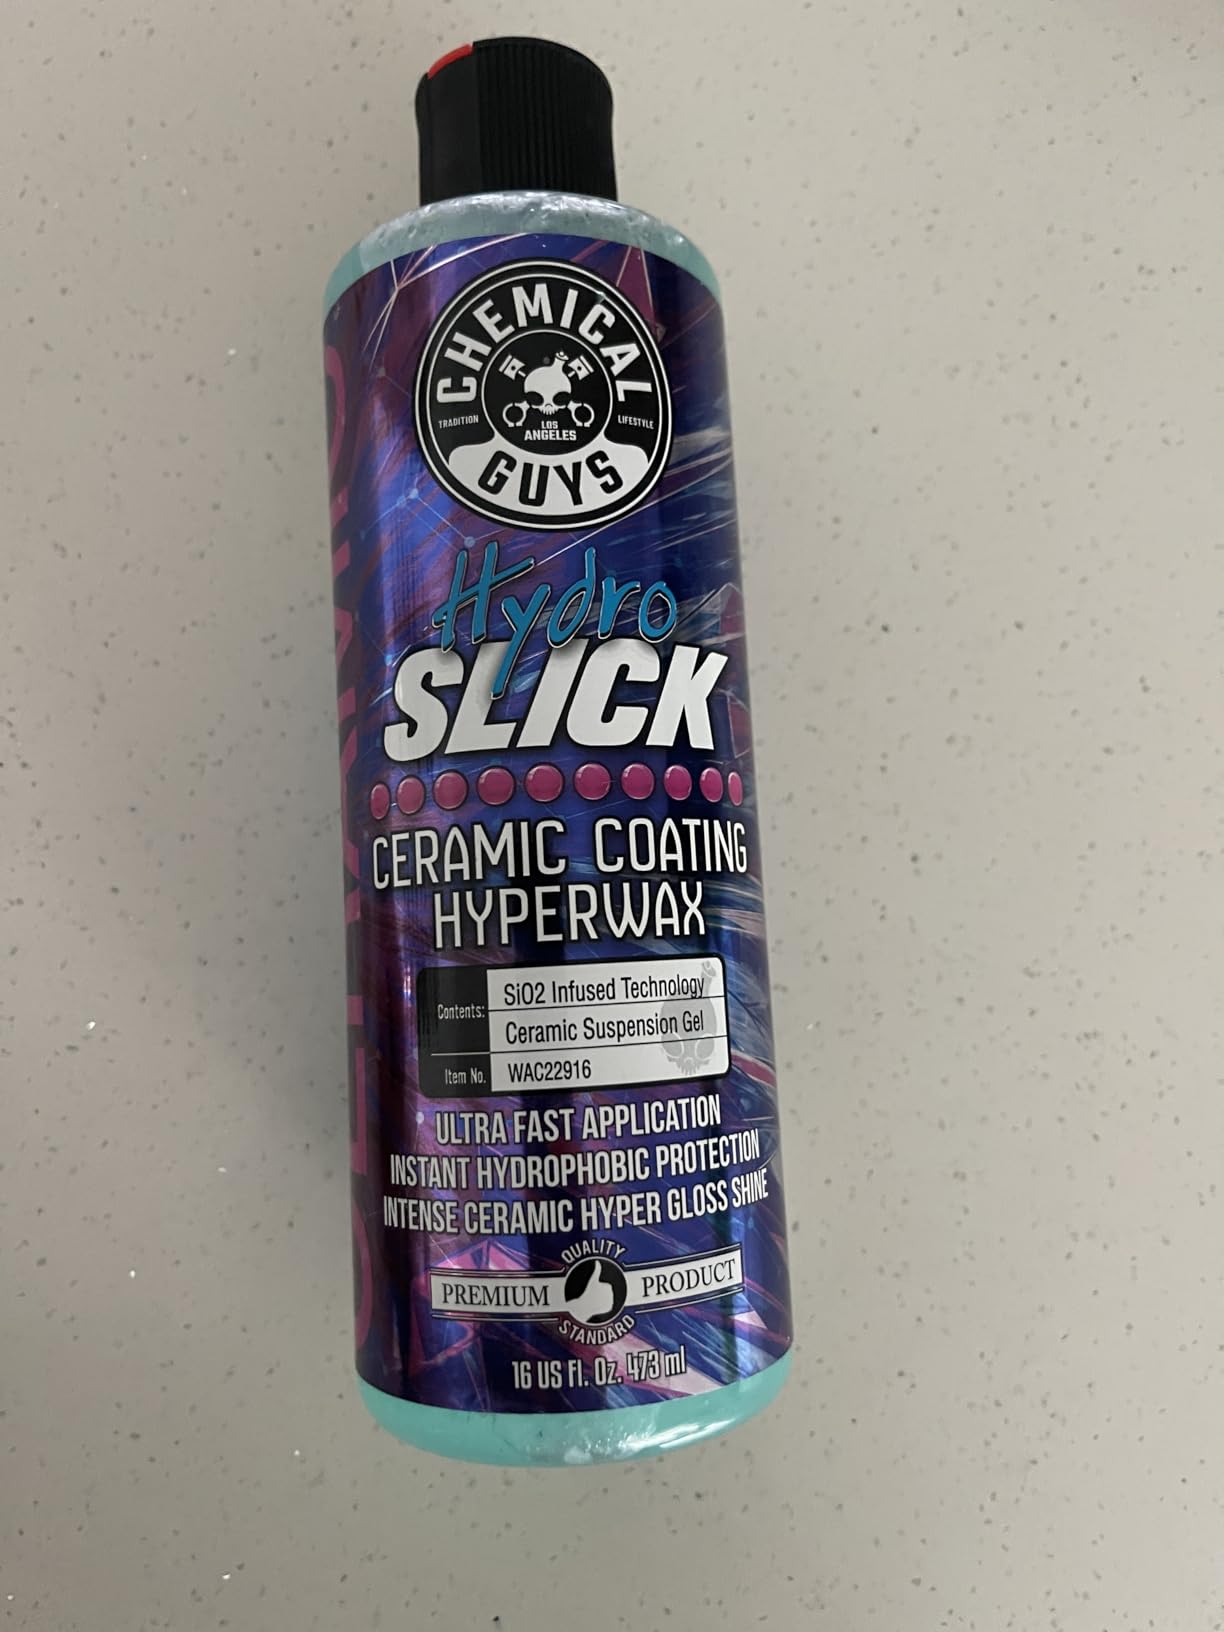 CHEMICAL
TRADITION
LOS
ANGELES
LIFESTYLE
GUYS
Hydro
SLICK
CERAMIC COATING
HYPERWAX
Contents:
SiO2 Infused Technology
Ceramic Suspension Gel
Item No.
WAC22916
ULTRA FAST APPLICATION
INSTANT HYDROPHOBIC PROTECTION
INTENSE CERAMIC HYPER GLOSS SHINE
QUALITY
PREMIUM PRODUCT
STANDARD
16 US Fl. Oz. 473 ml